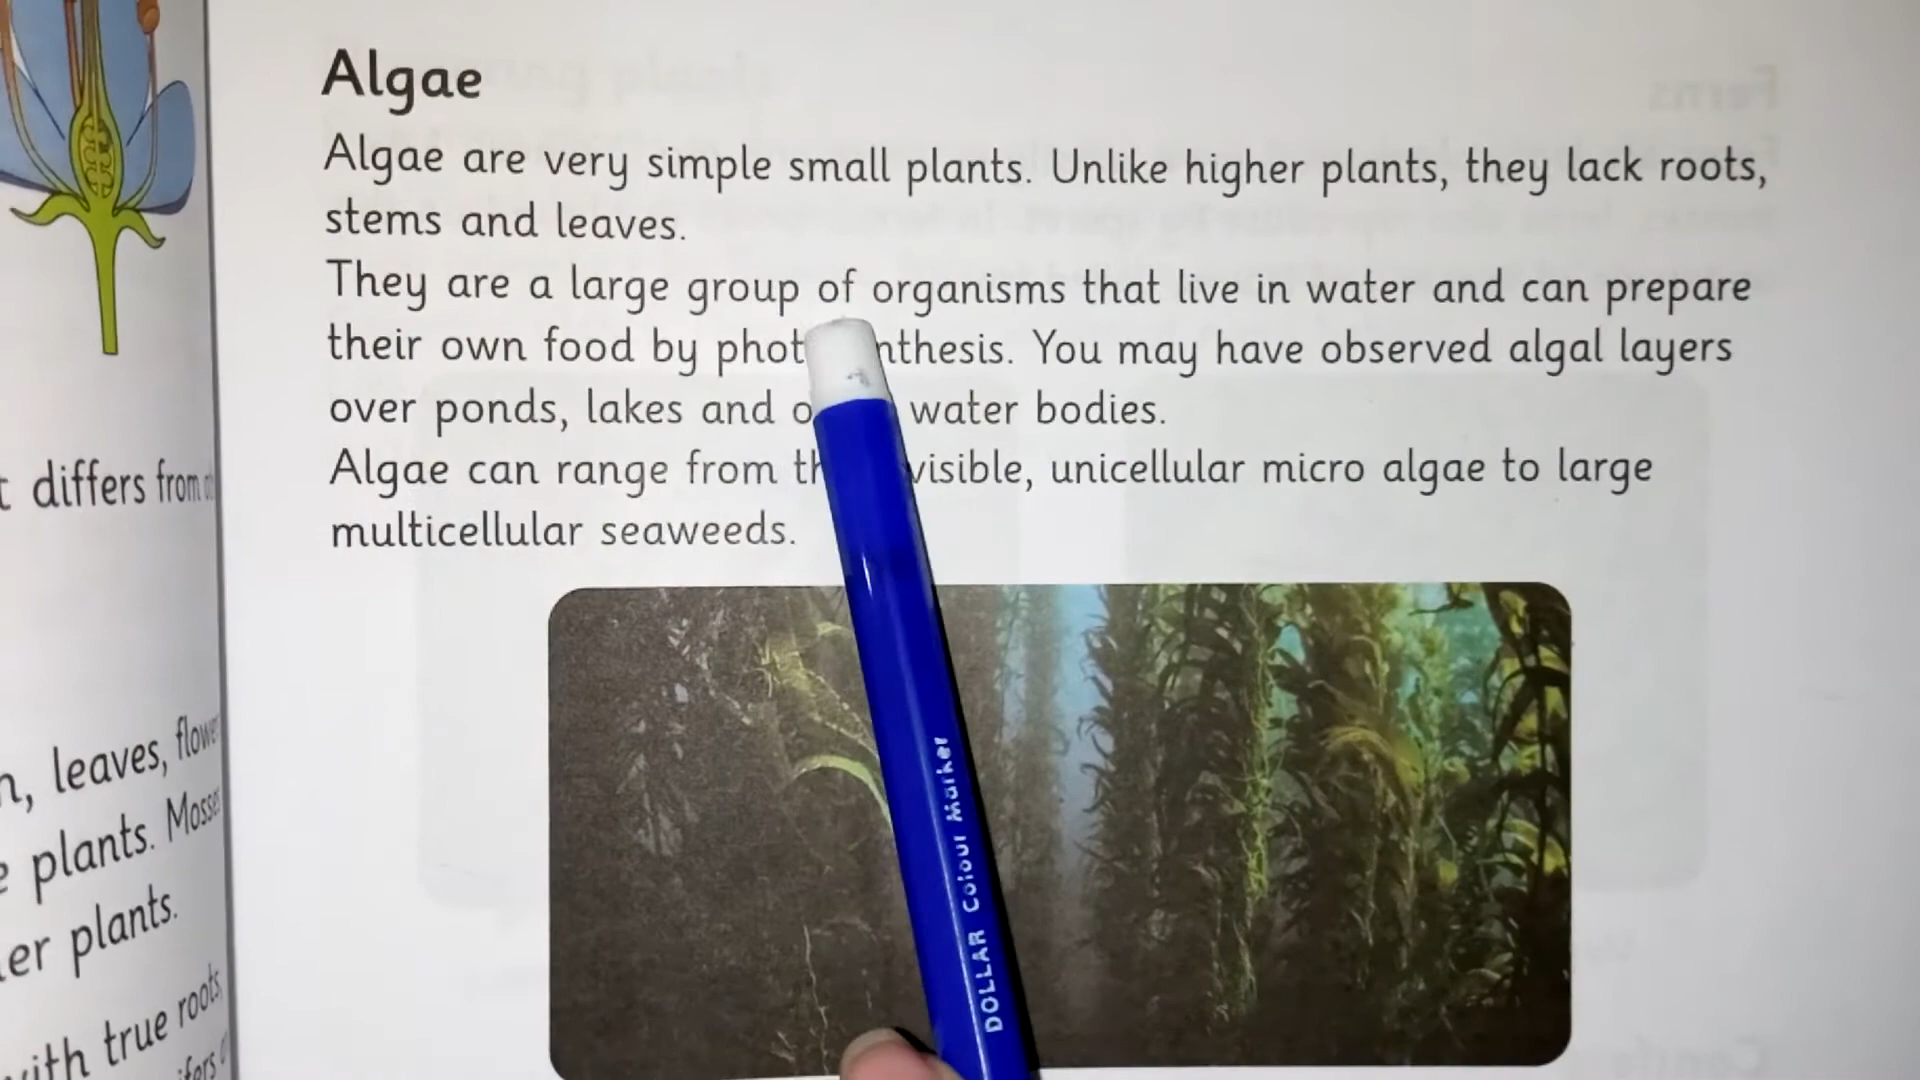 Algae
Algae are very simple small plants. Unlike higher plants, they lack roots,
stems and leaves.
They are a large group of organisms that live in water and can prepare
their own food by phot nthesis. You may have observed algal layers
over ponds, lakes and o water bodies.
Algae can range from th visible, unicellular micro algae to large
multicellular seaweeds.
t differs from
n, leaves,
e plants. Mosses
er plants.
with true roots,
DOLLAR Colour Marker
Ferns